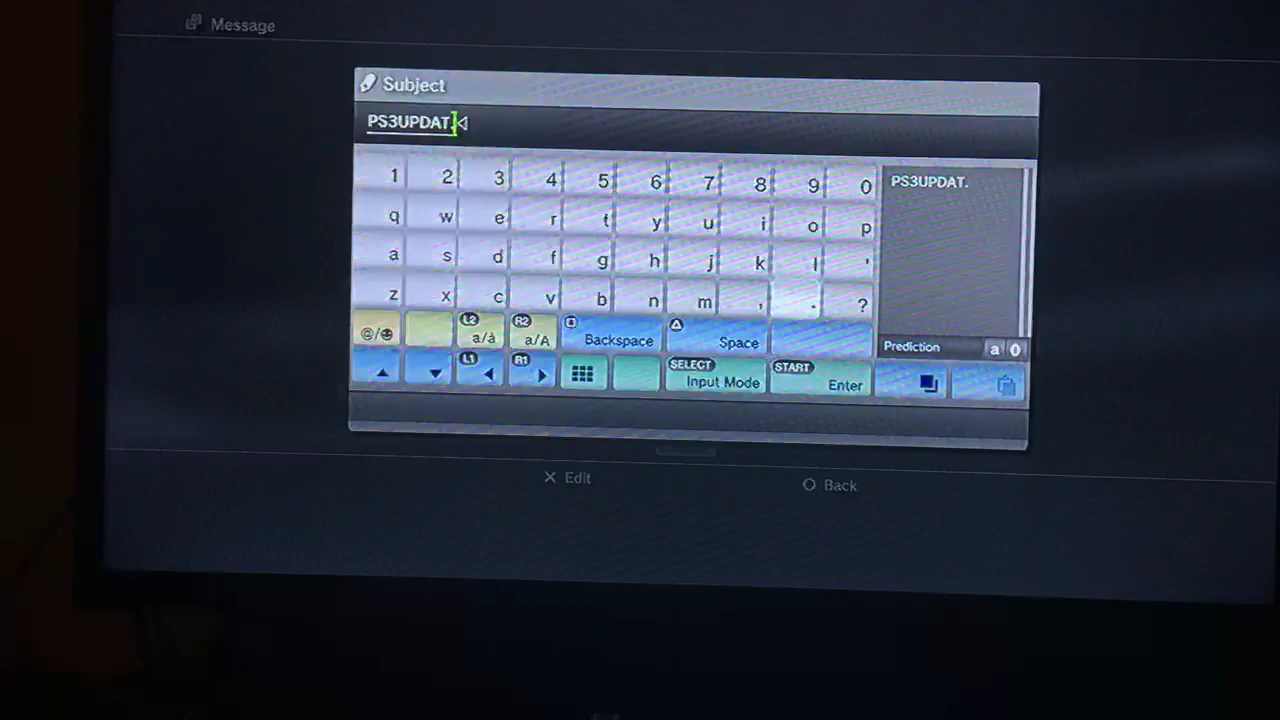 Message
Subject
PS3UPDAT.
1 2 3 4 5 6 7 8 9 0
PS3UPDAT.
q w e r t y u i o p
a s d f g h j k l '
z x c v b n m , . ?
@/☻ L2 a/à R2 a/A Backspace Space
Prediction a 0
L1 R1 SELECT Input Mode START Enter
Edit Back